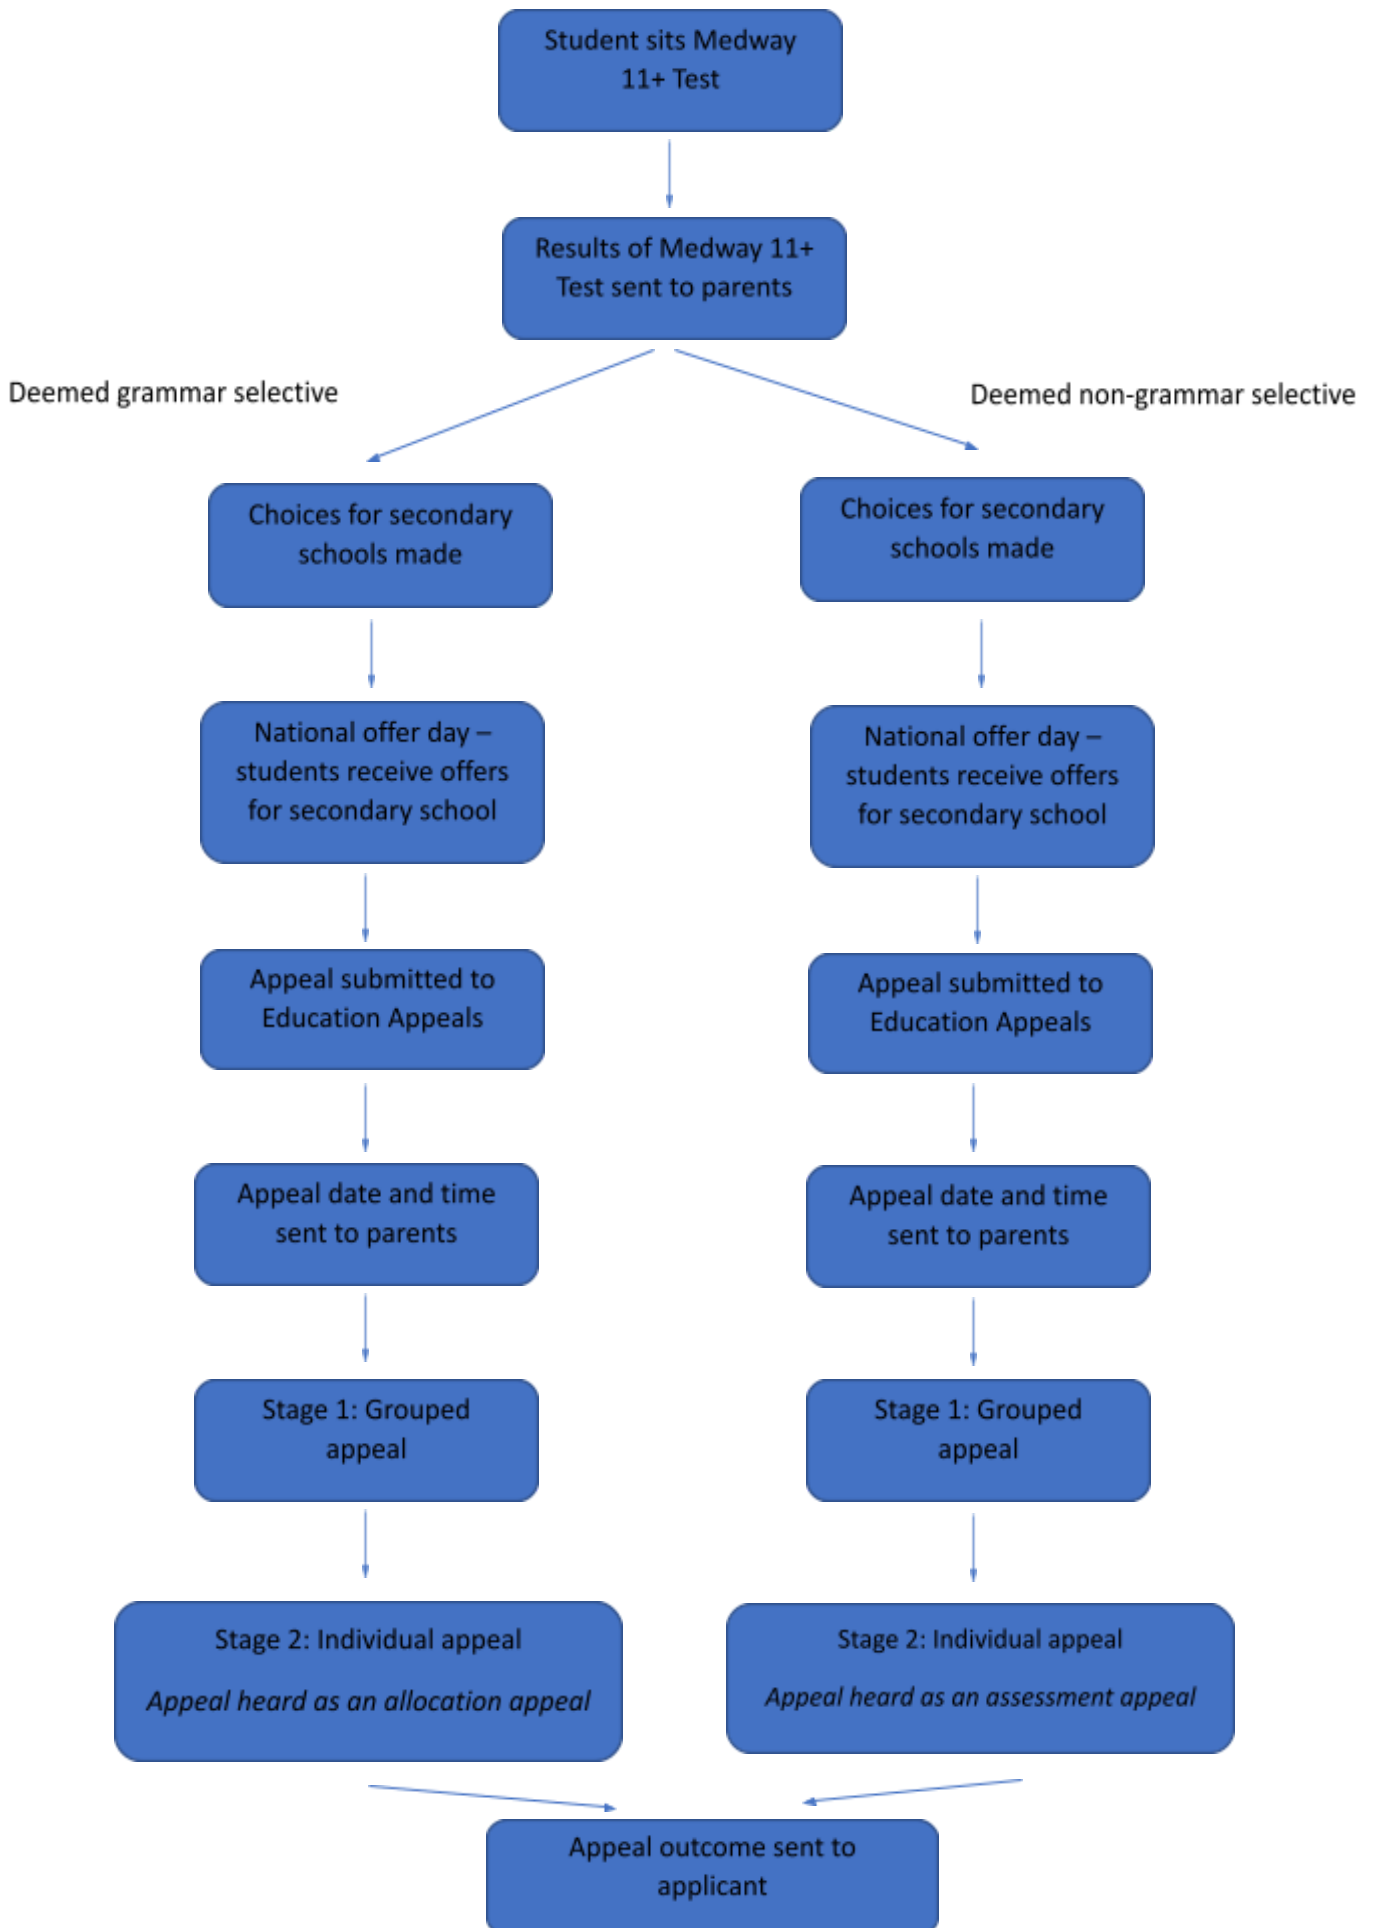 Student sits Medway
11+ Test
Results of Medway 11+
Test sent to parents
Deemed grammar selective
Deemed non-grammar selective
Choices for secondary
schools made
Choices for secondary
schools made
National offer day –
students receive offers
for secondary school
National offer day –
students receive offers
for secondary school
Appeal submitted to
Education Appeals
Appeal submitted to
Education Appeals
Appeal date and time
sent to parents
Appeal date and time
sent to parents
Stage 1: Grouped
appeal
Stage 1: Grouped
appeal
Stage 2: Individual appeal
Appeal heard as an allocation appeal
Stage 2: Individual appeal
Appeal heard as an assessment appeal
Appeal outcome sent to
applicant